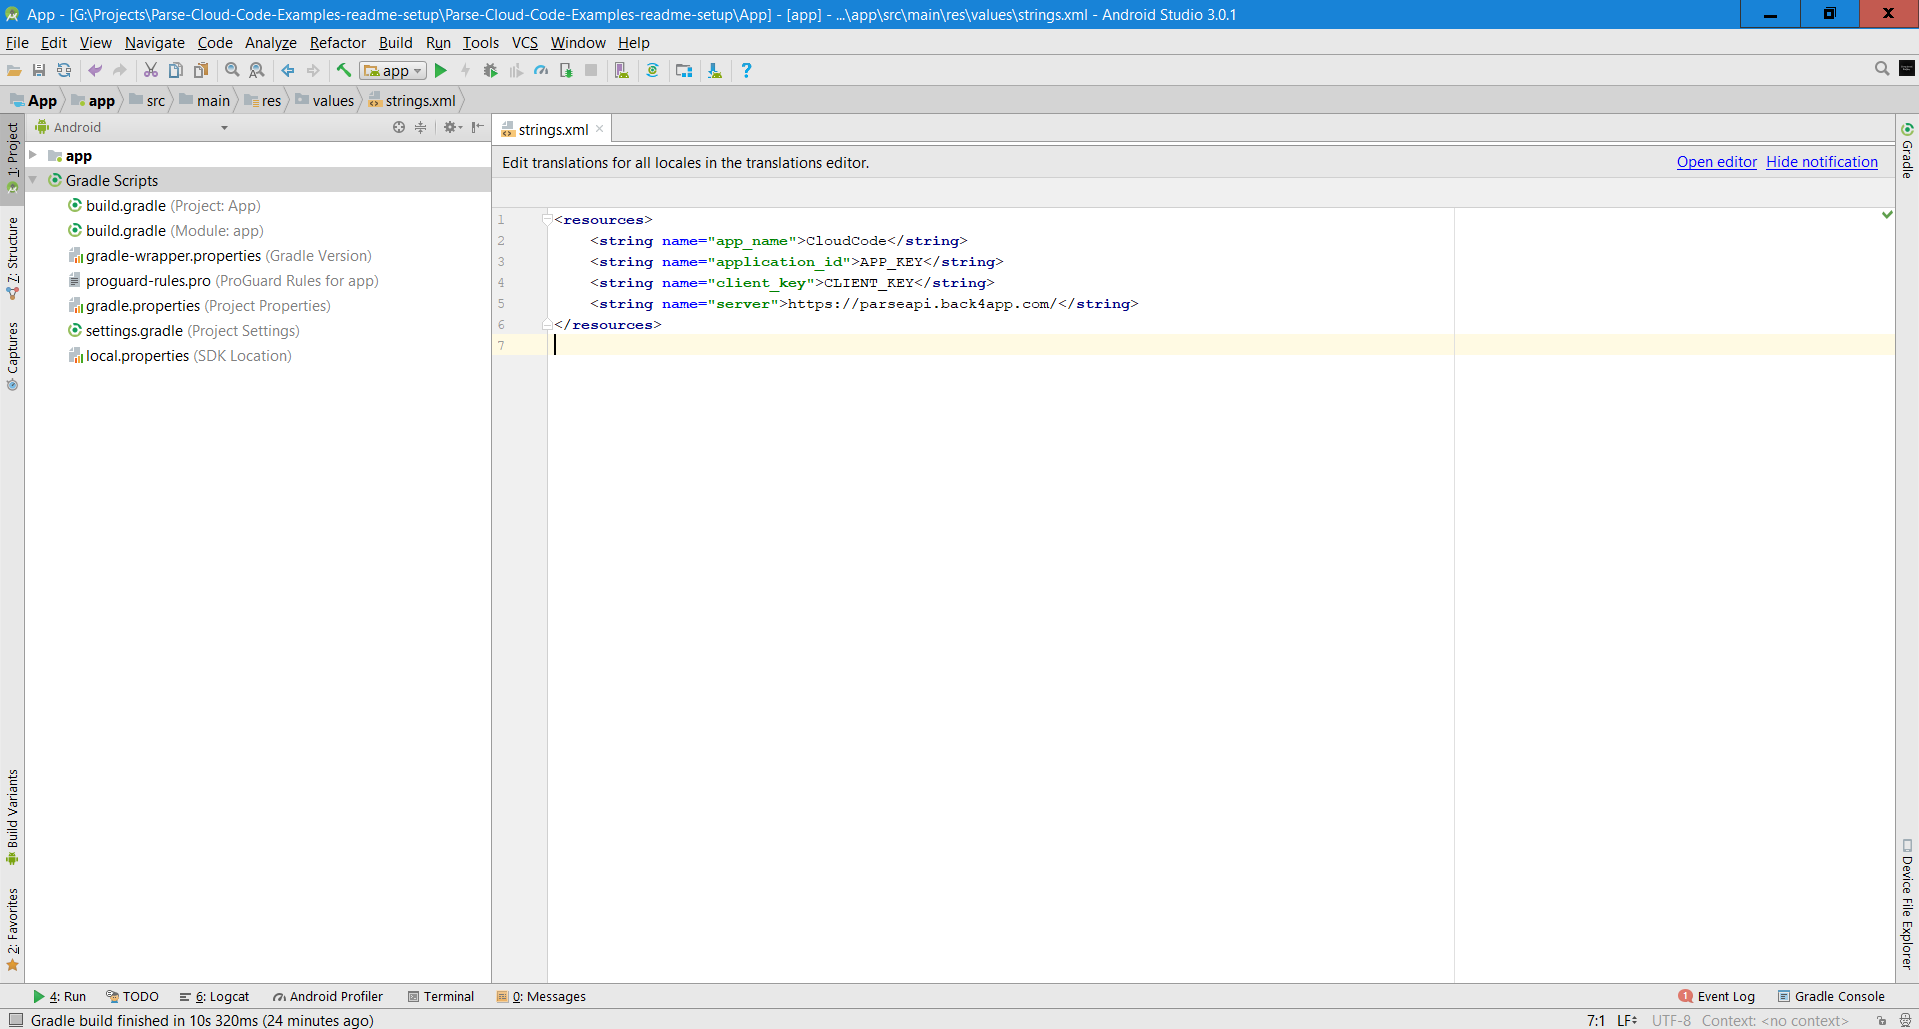 App - [G:\Projects\Parse-Cloud-Code-Examples-readme-setup\Parse-Cloud-Code-Examples-readme-setup\App] - [app] - ...\app\src\main\res\values\strings.xml - Android Studio 3.0.1
File Edit View Navigate Code Analyze Refactor Build Run Tools VCS Window Help
app
App app src main res values strings.xml
Android
strings.xml
1: Project
7: Structure
Captures
Build Variants
2: Favorites
app
Gradle Scripts
build.gradle (Project: App)
build.gradle (Module: app)
gradle-wrapper.properties (Gradle Version)
proguard-rules.pro (ProGuard Rules for app)
gradle.properties (Project Properties)
settings.gradle (Project Settings)
local.properties (SDK Location)
Edit translations for all locales in the translations editor. Open editor Hide notification
1 <resources>
2 <string name="app_name">CloudCode</string>
3 <string name="application_id">APP_KEY</string>
4 <string name="client_key">CLIENT_KEY</string>
5 <string name="server">https://parseapi.back4app.com/</string>
6 </resources>
7
Gradle
Device File Explorer
4: Run TODO 6: Logcat Android Profiler Terminal 0: Messages 1 Event Log Gradle Console
Gradle build finished in 10s 320ms (24 minutes ago) 7:1 LF UTF-8 Context: <no context>